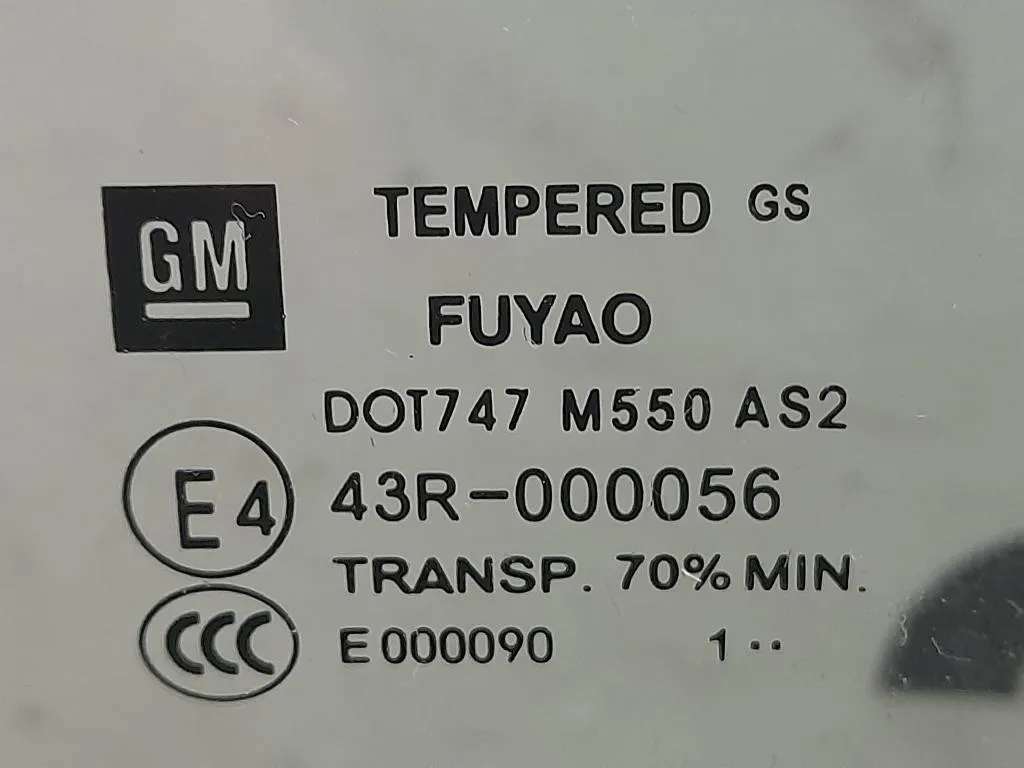 GM
TEMPERED GS
FUYAO
DOT747 M550 AS2
E4 43R-000056
TRANSP. 70% MIN.
CCC E000090 1 ··